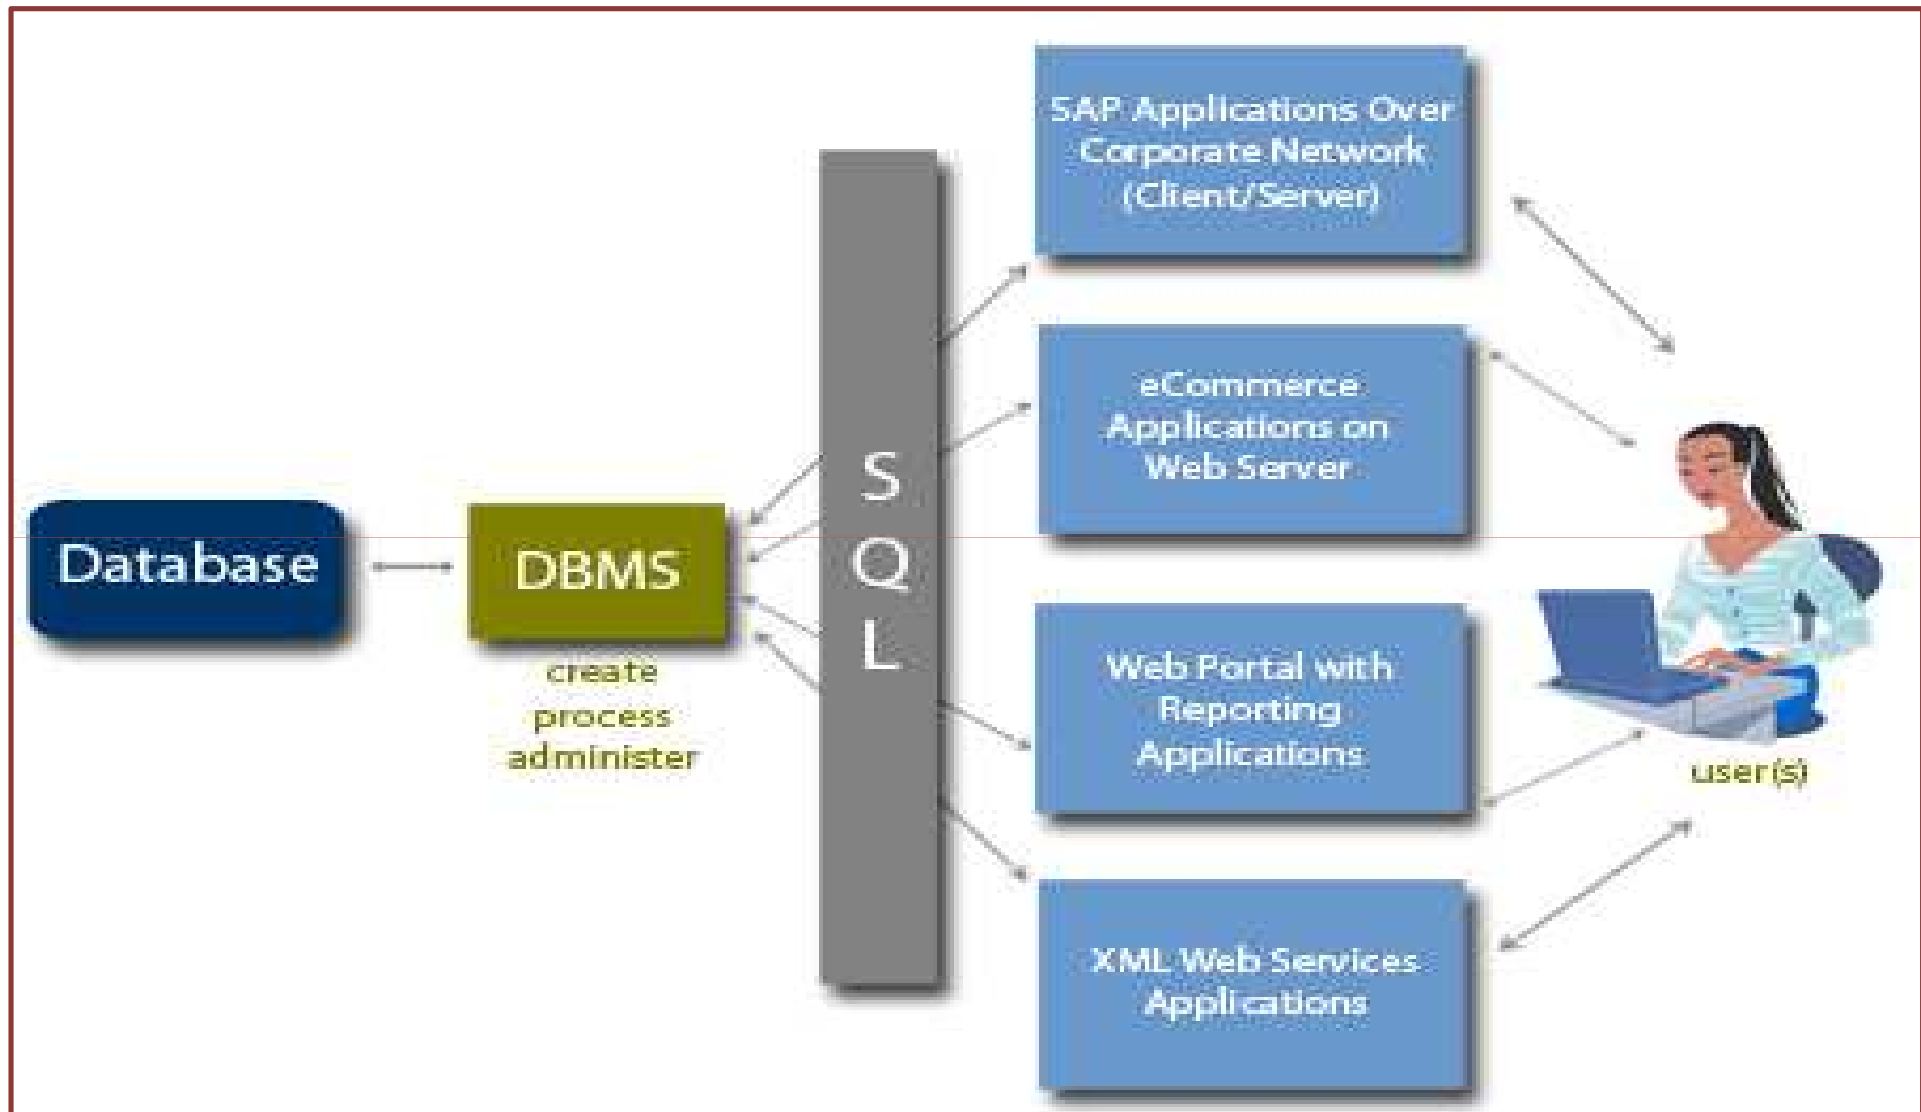 Database
DBMS
create
process
administer
S
Q
L
SAP Applications Over
Corporate Network
(Client/Server)
eCommerce
Applications on
Web Server
Web Portal with
Reporting
Applications
XML Web Services
Applications
user(s)